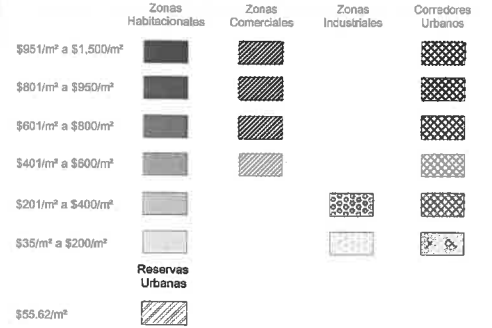 Zonas Habitacionales
Zonas Comerciales
Zonas Industriales
Corredores Urbanos
$951/m² a $1,500/m²
$801/m² a $950/m²
$601/m² a $800/m²
$401/m² a $600/m²
$201/m² a $400/m²
$35/m² a $200/m²
Reservas
Urbanas
$55.62/m²